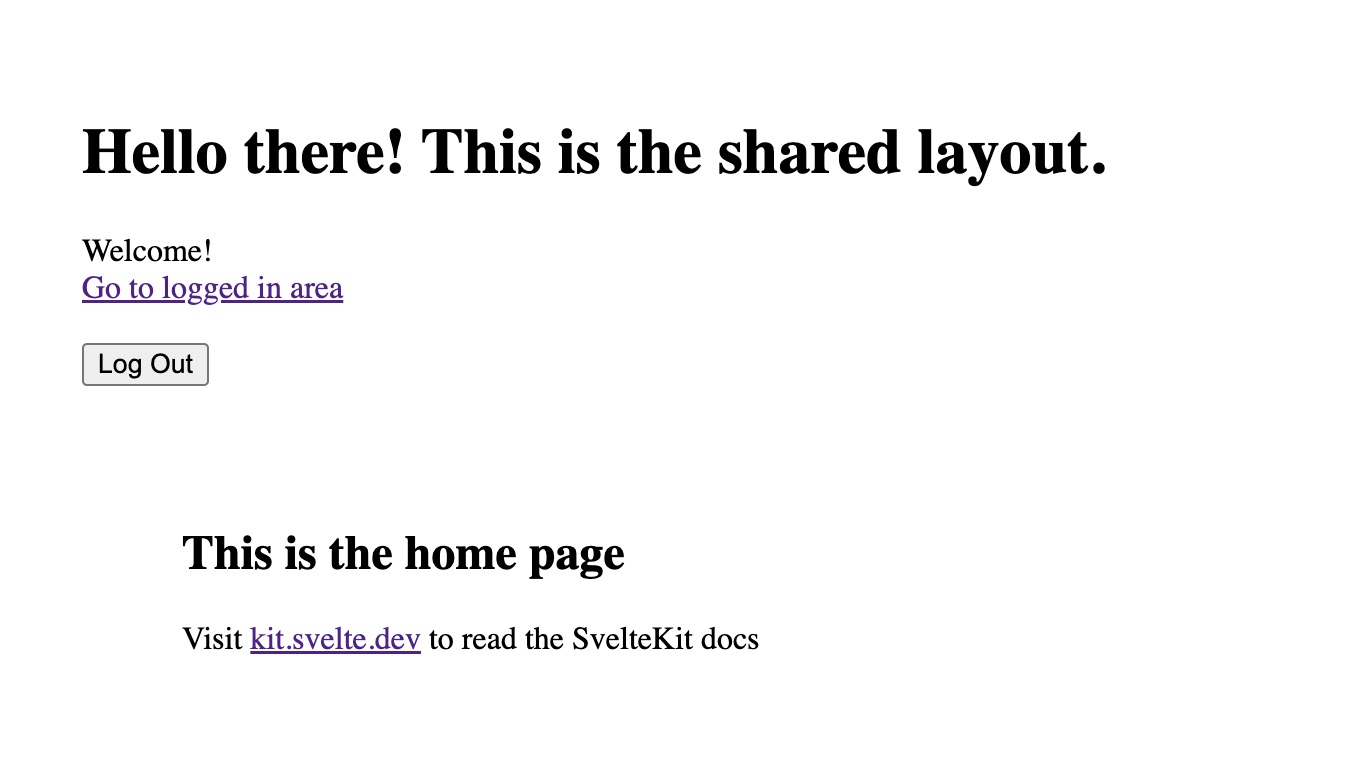 Hello there! This is the shared layout.
Welcome!
Go to logged in area
Log Out
This is the home page
Visit kit.svelte.dev to read the SvelteKit docs